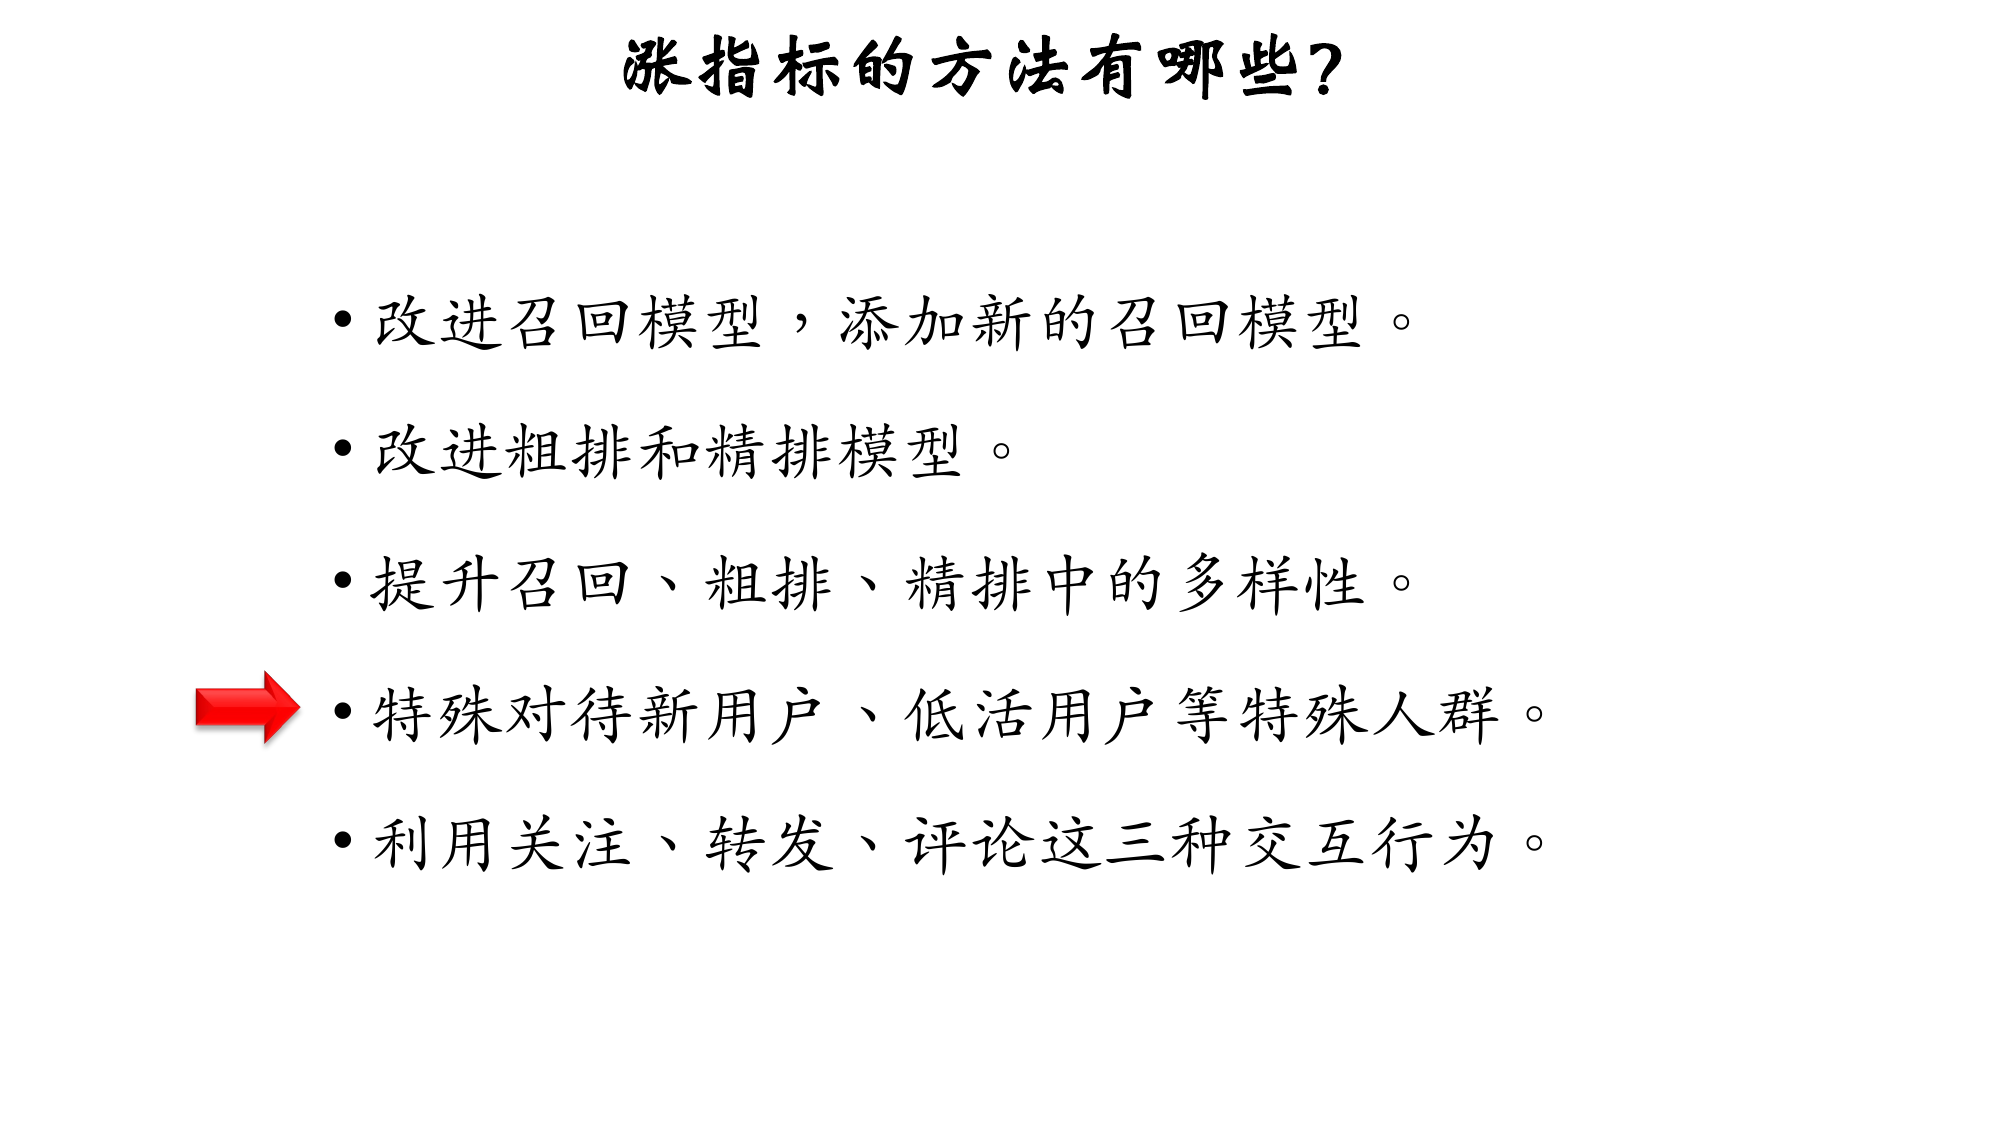 涨指标的方法有哪些?
• 改进召回模型，添加新的召回模型。
• 改进粗排和精排模型。
• 提升召回、粗排、精排中的多样性。
• 特殊对待新用户、低活用户等特殊人群。
• 利用关注、转发、评论这三种交互行为。